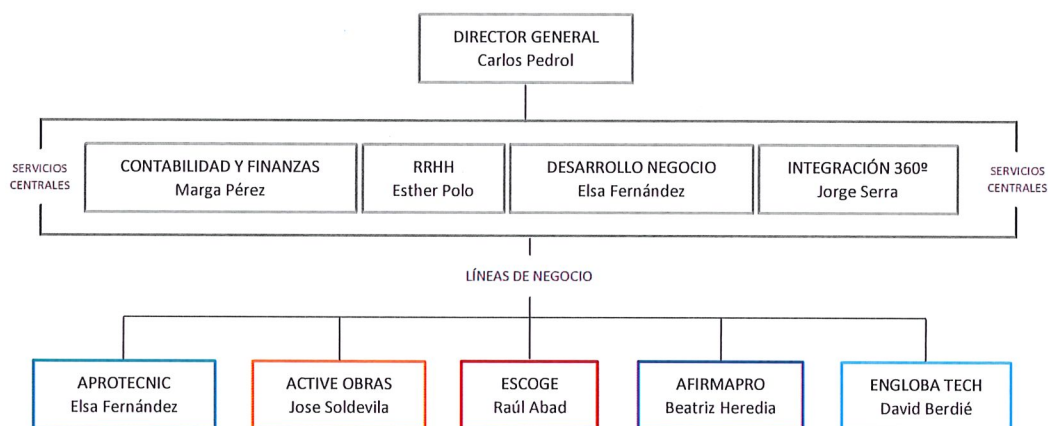 DIRECTOR GENERAL
Carlos Pedrol
SERVICIOS
CENTRALES
CONTABILIDAD Y FINANZAS
Marga Pérez
RRHH
Esther Polo
DESARROLLO NEGOCIO
Elsa Fernández
INTEGRACIÓN 360º
Jorge Serra
SERVICIOS
CENTRALES
LÍNEAS DE NEGOCIO
APROTECNIC
Elsa Fernández
ACTIVE OBRAS
Jose Soldevila
ESCOGE
Raúl Abad
AFIRMAPRO
Beatriz Heredia
ENGLOBA TECH
David Berdié